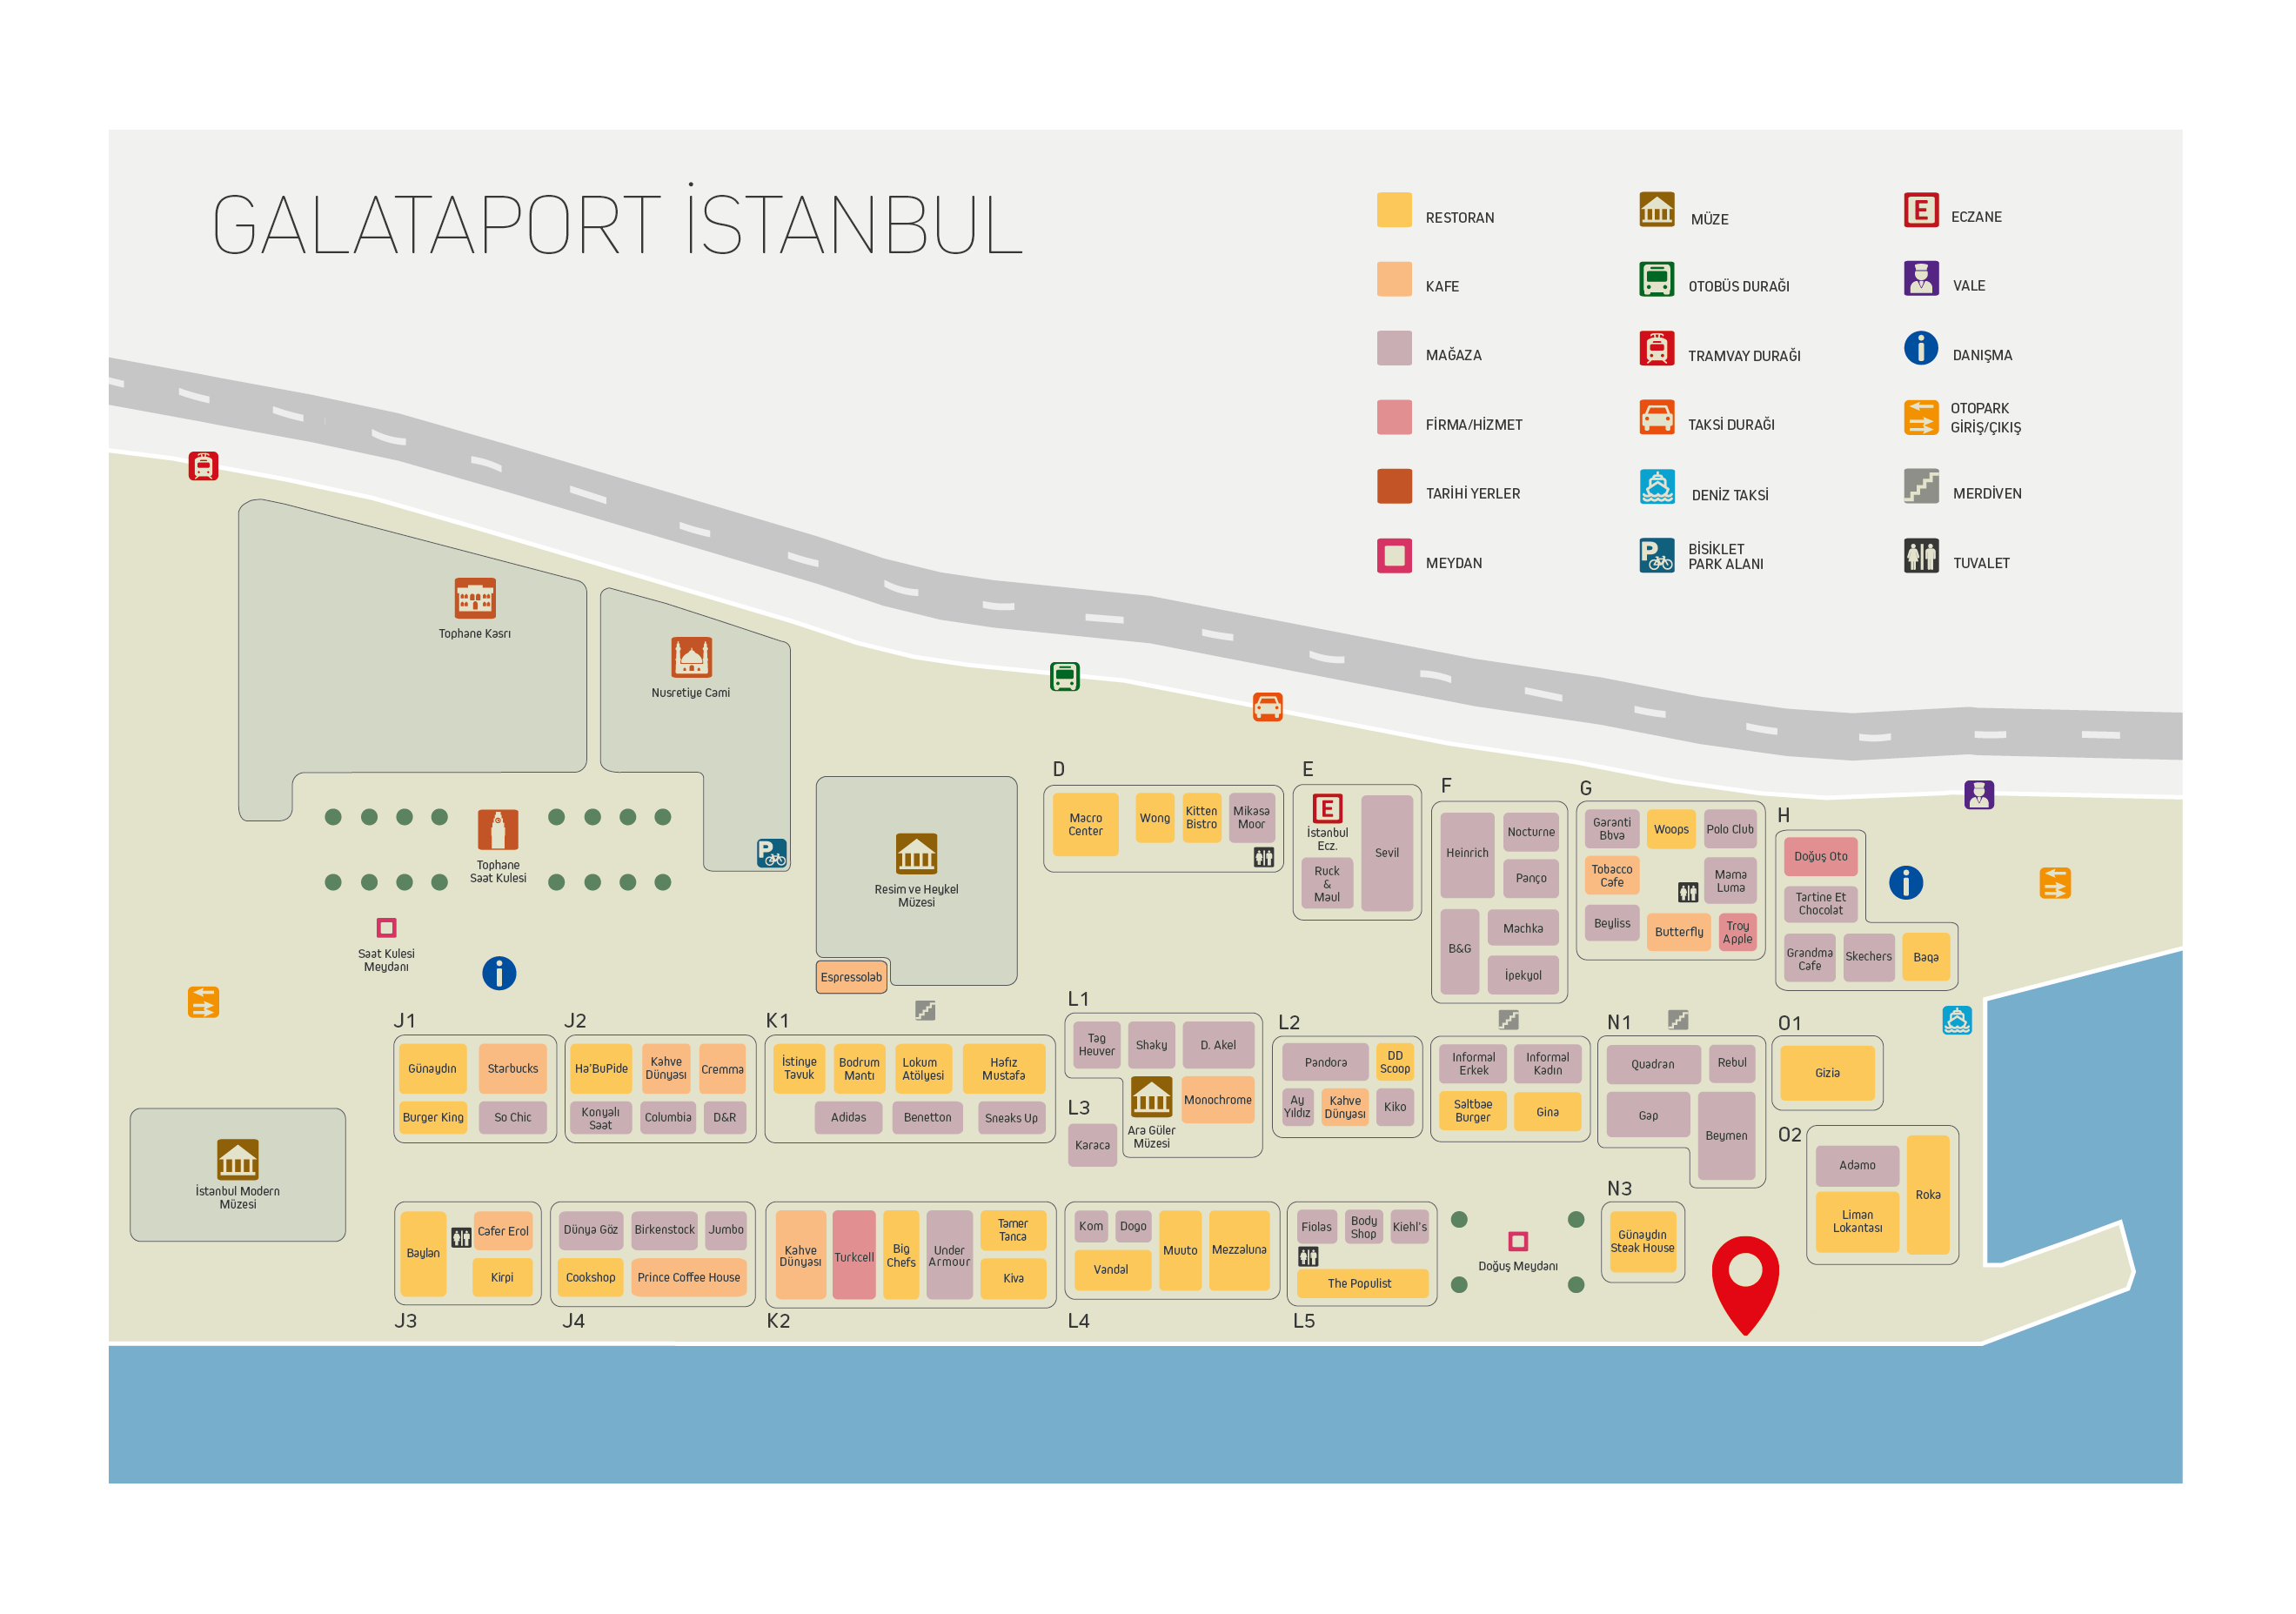 GALATAPORT İSTANBUL
RESTORAN
KAFE
MAĞAZA
FİRMA/HİZMET
TARİHİ YERLER
MEYDAN
MÜZE
OTOBÜS DURAĞI
TRAMVAY DURAĞI
TAKSİ DURAĞI
DENİZ TAKSİ
P
BİSİKLET
PARK ALANI
E
ECZANE
VALE
i
DANIŞMA
OTOPARK
GİRİŞ/ÇIKIŞ
MERDİVEN
TUVALET
Tophane Kasrı
Nusretiye Cami
Tophane
Saat Kulesi
P
Saat Kulesi
Meydanı
i
Resim ve Heykel
Müzesi
Espressolab
D
Macro
Center
Wong
Kitten
Bistro
Mikasa
Moor
E
E
İstanbul
Ecz.
Ruck
&
Maul
Sevil
F
Heinrich
Nocturne
Panço
B&G
Machka
İpekyol
G
Garanti
Bbva
Woops
Polo Club
Tobacco
Cafe
Mama
Luma
Beyliss
Butterfly
Troy
Apple
H
Doğuş Oto
Tartine Et
Chocolat
Grandma
Cafe
Skechers
Baqa
i
J1
Günaydın
Starbucks
Burger King
So Chic
J2
Ha'BuPide
Kahve
Dünyası
Cremma
Konyalı
Saat
Columbia
D&R
K1
İstinye
Tavuk
Bodrum
Mantı
Lokum
Atölyesi
Hafız
Mustafa
Adidas
Benetton
Sneaks Up
L1
Tag
Heuver
Shaky
D. Akel
Monochrome
Ara Güler
Müzesi
L3
Karaca
L2
Pandora
DD
Scoop
Ay
Yıldız
Kahve
Dünyası
Kiko
Informal
Erkek
Informal
Kadın
Saltbae
Burger
Gina
N1
Quadran
Rebul
Gap
Beymen
O1
Gizia
O2
Adamo
Roka
Liman
Lokantası
İstanbul Modern
Müzesi
Baylan
Cafer Erol
Kirpi
J3
Dünya Göz
Birkenstock
Jumbo
Cookshop
Prince Coffee House
J4
Kahve
Dünyası
Turkcell
Big
Chefs
Under
Armour
Tamer
Tanca
Kiva
K2
Kom
Dogo
Vandal
Muuto
Mezzaluna
L4
Fiolas
Body
Shop
Kiehl's
The Populist
L5
Doğuş Meydanı
N3
Günaydın
Steak House